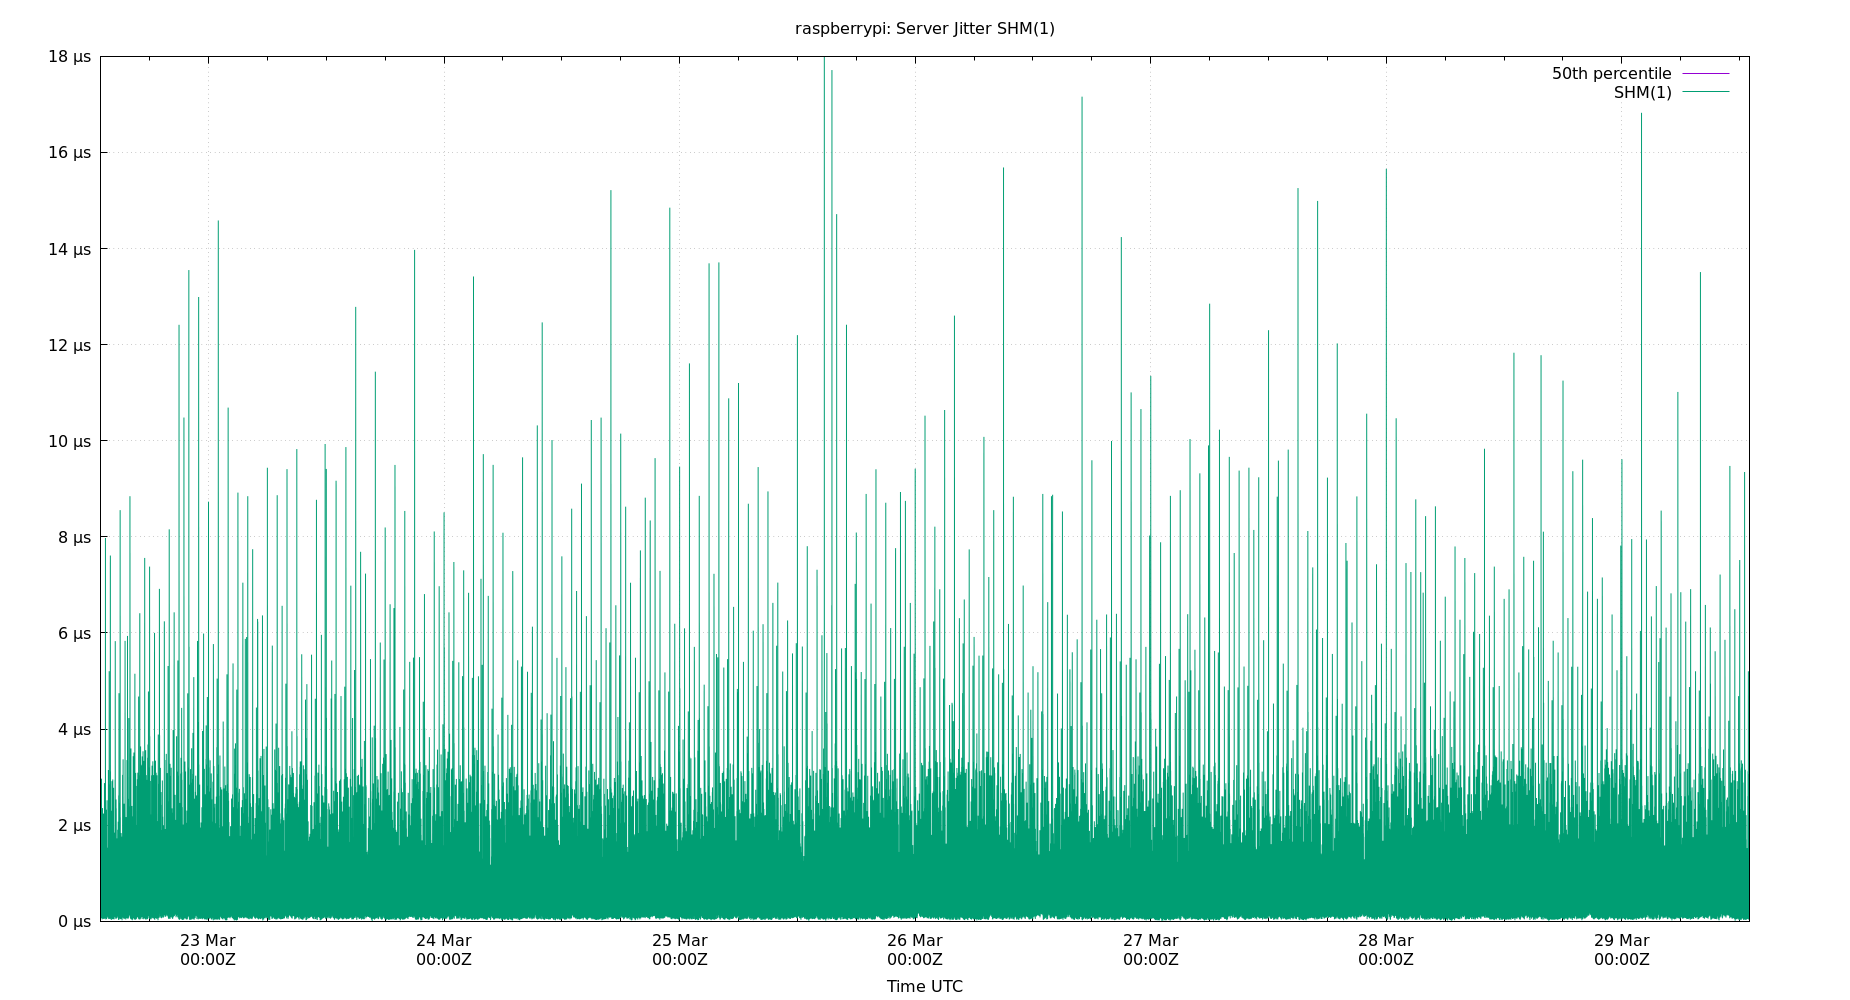 raspberrypi: Server Jitter SHM(1)
18 µs
50th percentile
SHM(1)
16 µs
14 µs
12 µs
10 µs
8 µs
6 µs
4 µs
2 µs
0 µs
23 Mar 24 Mar 25 Mar 26 Mar 27 Mar 28 Mar 29 Mar
00:00Z 00:00Z 00:00Z 00:00Z 00:00Z 00:00Z 00:00Z
Time UTC